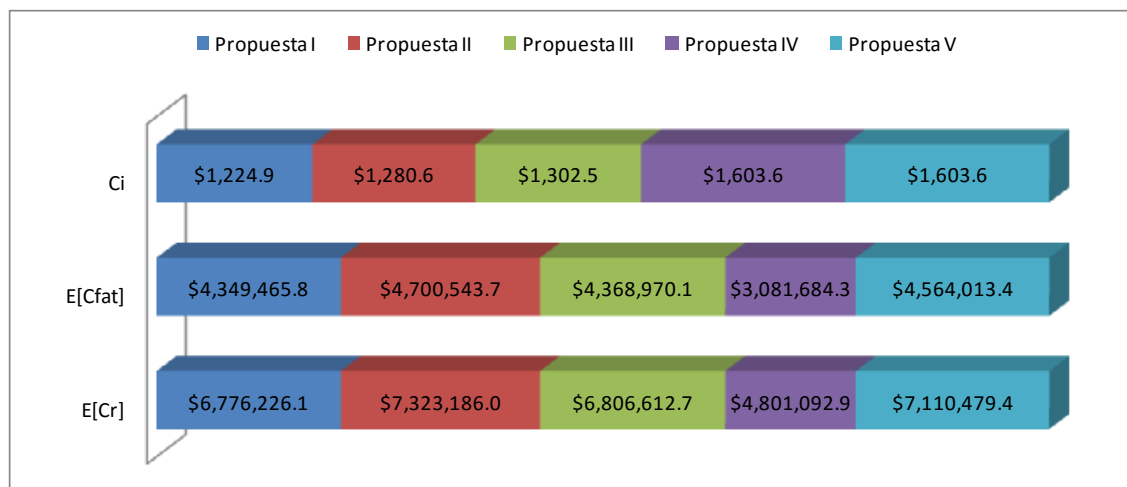 Propuesta I Propuesta II Propuesta III Propuesta IV Propuesta V
Ci $1,224.9 $1,280.6 $1,302.5 $1,603.6 $1,603.6
E[Cfat] $4,349,465.8 $4,700,543.7 $4,368,970.1 $3,081,684.3 $4,564,013.4
E[Cr] $6,776,226.1 $7,323,186.0 $6,806,612.7 $4,801,092.9 $7,110,479.4